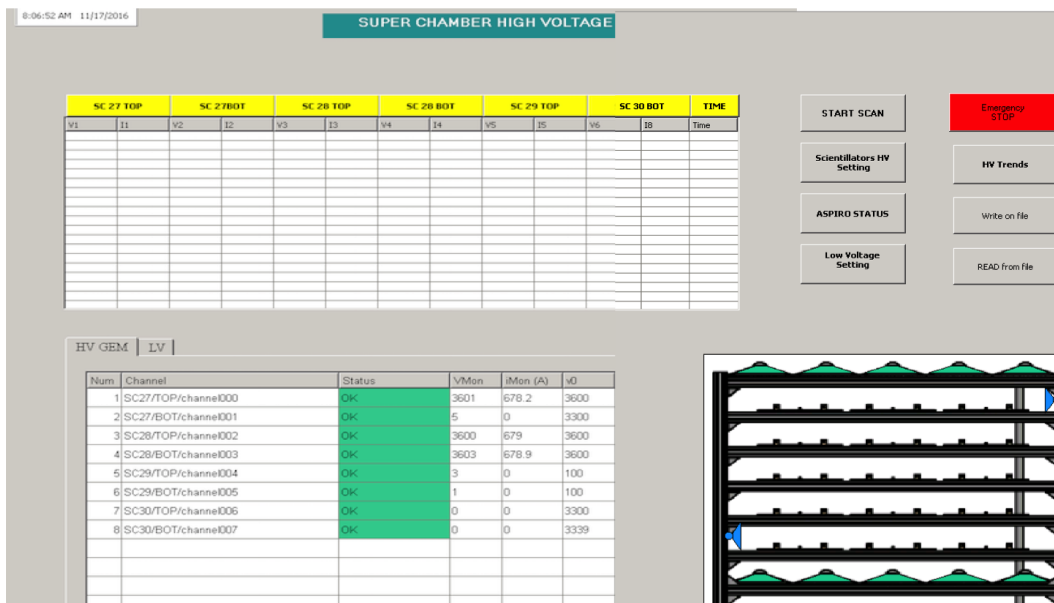 8:06:52 AM 11/17/2016
SUPER CHAMBER HIGH VOLTAGE
SC 27 TOP SC 27BOT SC 28 TOP SC 28 BOT SC 29 TOP SC 30 BOT TIME
V1 I1 V2 I2 V3 I3 V4 I4 V5 I5 V6 I8 Time
START SCAN
Emergency
STOP
Scientillators HV
Setting
HV Trends
ASPIRO STATUS
Write on file
Low Voltage
Setting
READ from file
HV GEM LV
Num Channel Status VMon iMon (A) v0
1 SC27/TOP/channel000 OK 3601 678.2 3600
2 SC27/BOT/channel001 OK 5 0 3300
3 SC28/TOP/channel002 OK 3600 679 3600
4 SC28/BOT/channel003 OK 3603 678.9 3600
5 SC29/TOP/channel004 OK 3 0 100
6 SC29/BOT/channel005 OK 1 0 100
7 SC30/TOP/channel006 OK 0 0 3300
8 SC30/BOT/channel007 OK 0 0 3339